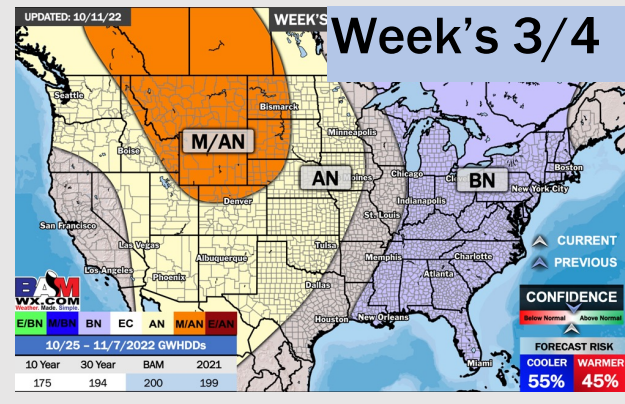 UPDATED: 10/11/22
WEEK'S
Week's 3/4
Seattle
Bismarck
Minneapolis
M/AN
Boise
AN
oines
Chicago
Cle
BN
Boston
New York City
Denver
Indianapolis
St. Louis
San Francisco
Las Vegas
Tulsa
Memphis
Charlotte
CURRENT
Los Angeles
Albuquerque
Atlanta
PREVIOUS
Phoenix
Dallas
BAM
WX.COM
Weather. Made. Simple.
Houston
New Orleans
CONFIDENCE
Below Normal
Above Normal
E/BN M/BN BN EC AN M/AN E/AN
10/25 – 11/7/2022 GWHDDs
FORECAST RISK
Miami
10 Year 30 Year BAM 2021
175 194 200 199
COOLER WARMER
55% 45%